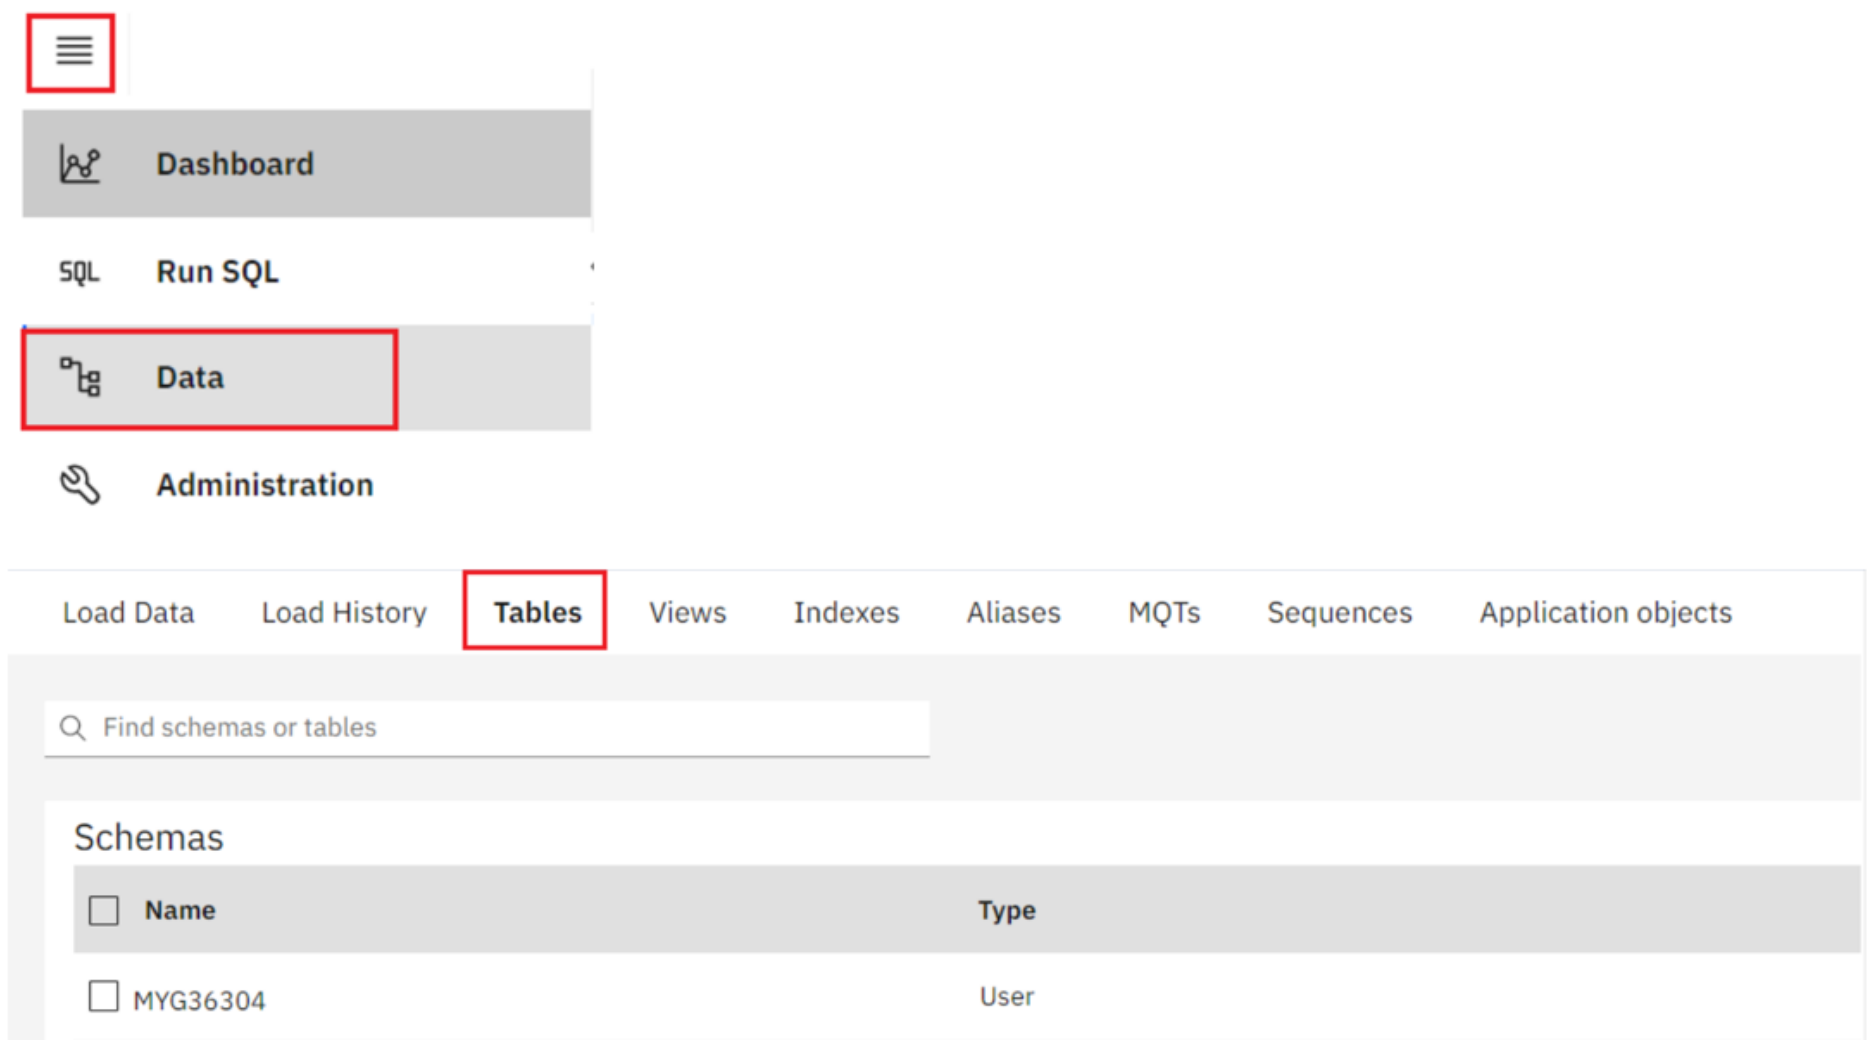 Dashboard
SQL Run SQL
Data
Administration
Load Data Load History Tables Views Indexes Aliases MQTs Sequences Application objects
Find schemas or tables
Schemas
Name Type
MYG36304 User